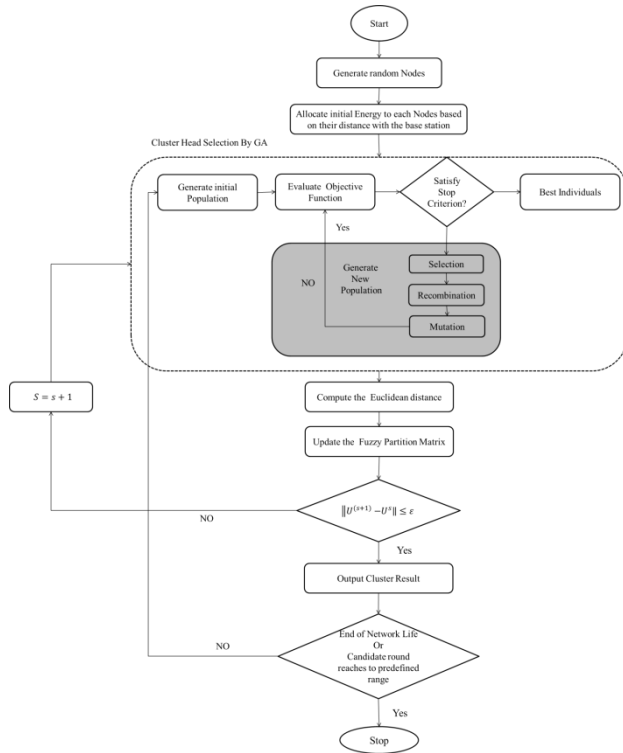 Start
Generate random Nodes
Allocate initial Energy to each Nodes based
on their distance with the base station
Cluster Head Selection By GA
Generate initial
Population
Evaluate Objective
Function
Satisfy
Stop
Criterion?
Best Individuals
Yes
NO
Generate
New
Population
Selection
Recombination
Mutation
S = s + 1
Compute the Euclidean distance
Update the Fuzzy Partition Matrix
‖U^(s+1) − U^s‖ ≤ ε
NO
Yes
Output Cluster Result
End of Network Life
Or
Candidate round
reaches to predefined
range
NO
Yes
Stop